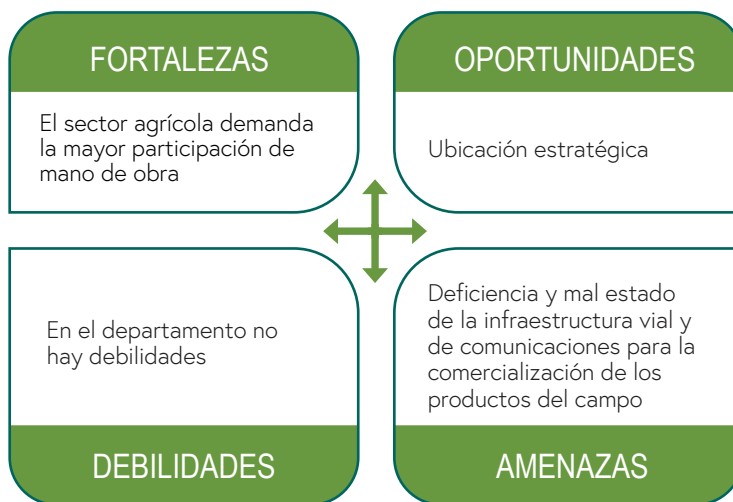 FORTALEZAS
El sector agrícola demanda
la mayor participación de
mano de obra
OPORTUNIDADES
Ubicación estratégica
En el departamento no
hay debilidades
DEBILIDADES
Deficiencia y mal estado
de la infraestructura vial y
de comunicaciones para la
comercialización de los
productos del campo
AMENAZAS